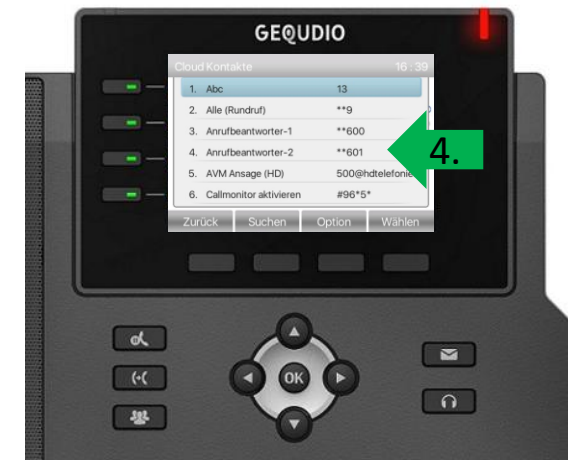 GEQUDIO
Cloud Kontakte 16:39
1. Abc 13
2. Alle (Rundruf) **9
3. Anrufbeantworter-1 **600
4. Anrufbeantworter-2 **601
5. AVM Ansage (HD) 500@hdtelefonie
6. Callmonitor aktivieren #96*5*
4.
Zurück Suchen Option Wählen
OK